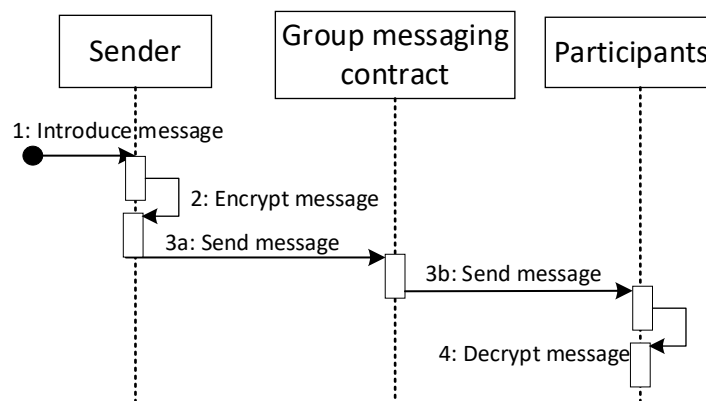 Sender
Group messaging
contract
Participants
1: Introduce message
2: Encrypt message
3a: Send message
3b: Send message
4: Decrypt message